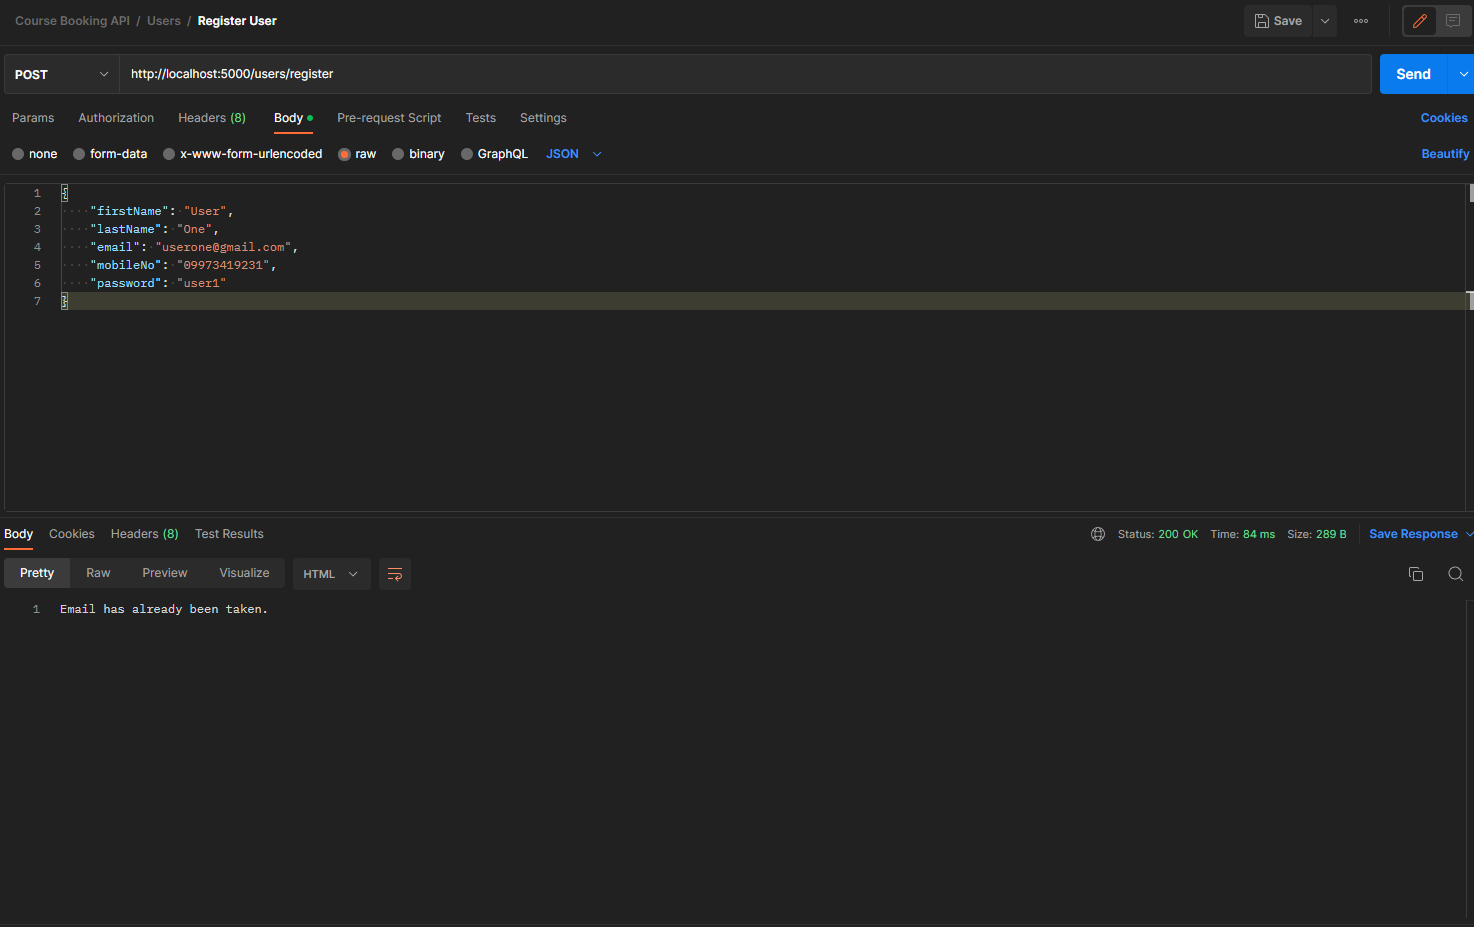 Course Booking API / Users / Register User
Save
POST
http://localhost:5000/users/register
Send
Params Authorization Headers (8) Body Pre-request Script Tests Settings Cookies
none form-data x-www-form-urlencoded raw binary GraphQL JSON Beautify
1 {
2 "firstName": "User",
3 "lastName": "One",
4 "email": "userone@gmail.com",
5 "mobileNo": "09973419231",
6 "password": "user1"
7 }
Body Cookies Headers (8) Test Results Status: 200 OK Time: 84 ms Size: 289 B Save Response
Pretty Raw Preview Visualize HTML
1 Email has already been taken.